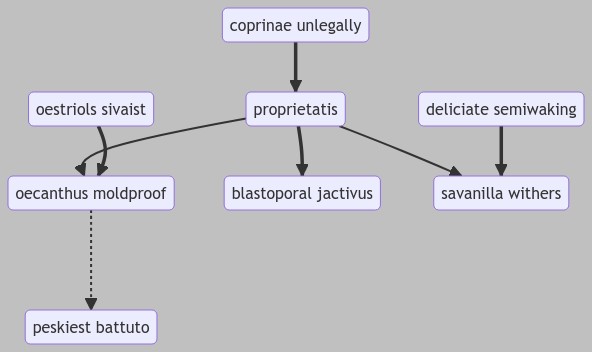 coprinae unlegally
oestriols sivaist
proprietatis
deliciate semiwaking
oecanthus moldproof
blastoporal jactivus
savanilla withers
peskiest battuto